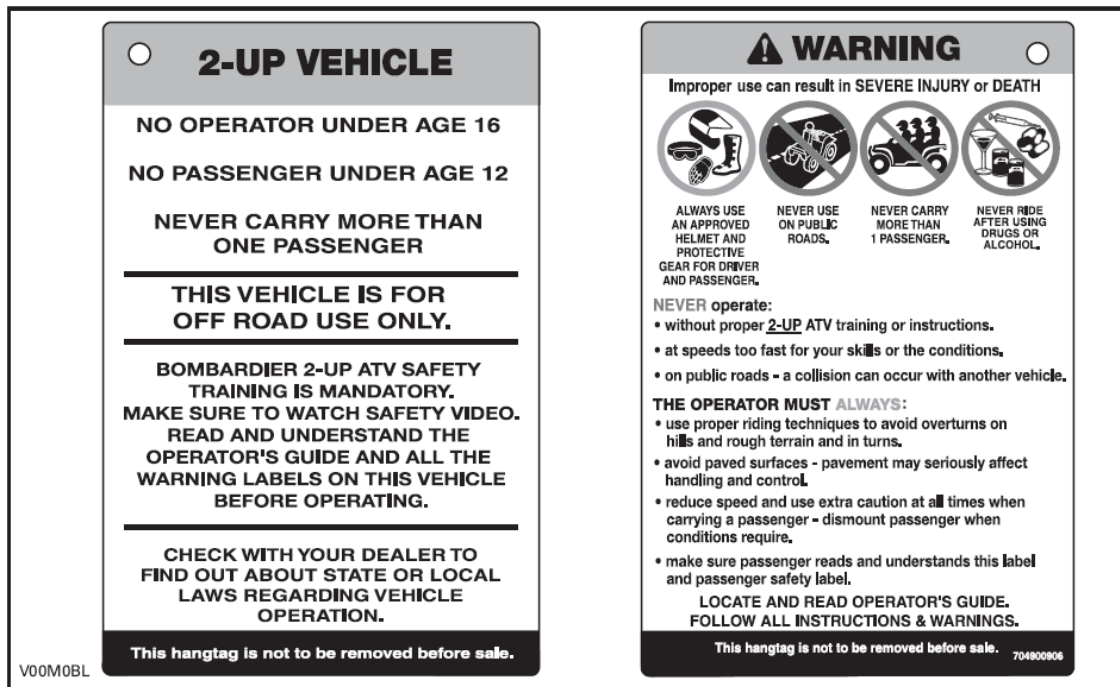 2-UP VEHICLE
NO OPERATOR UNDER AGE 16
NO PASSENGER UNDER AGE 12
NEVER CARRY MORE THAN
ONE PASSENGER
THIS VEHICLE IS FOR
OFF ROAD USE ONLY.
BOMBARDIER 2-UP ATV SAFETY
TRAINING IS MANDATORY.
MAKE SURE TO WATCH SAFETY VIDEO.
READ AND UNDERSTAND THE
OPERATOR'S GUIDE AND ALL THE
WARNING LABELS ON THIS VEHICLE
BEFORE OPERATING.
CHECK WITH YOUR DEALER TO
FIND OUT ABOUT STATE OR LOCAL
LAWS REGARDING VEHICLE
OPERATION.
This hangtag is not to be removed before sale.
V00M0BL
WARNING
Improper use can result in SEVERE INJURY or DEATH
ALWAYS USE
AN APPROVED
HELMET AND
PROTECTIVE
GEAR FOR DRIVER
AND PASSENGER.
NEVER USE
ON PUBLIC
ROADS.
NEVER CARRY
MORE THAN
1 PASSENGER.
NEVER RIDE
AFTER USING
DRUGS OR
ALCOHOL.
NEVER operate:
• without proper 2-UP ATV training or instructions.
• at speeds too fast for your skills or the conditions.
• on public roads - a collision can occur with another vehicle.
THE OPERATOR MUST ALWAYS:
• use proper riding techniques to avoid overturns on
hills and rough terrain and in turns.
• avoid paved surfaces - pavement may seriously affect
handling and control.
• reduce speed and use extra caution at all times when
carrying a passenger - dismount passenger when
conditions require.
• make sure passenger reads and understands this label
and passenger safety label.
LOCATE AND READ OPERATOR'S GUIDE.
FOLLOW ALL INSTRUCTIONS & WARNINGS.
This hangtag is not to be removed before sale.
704900906